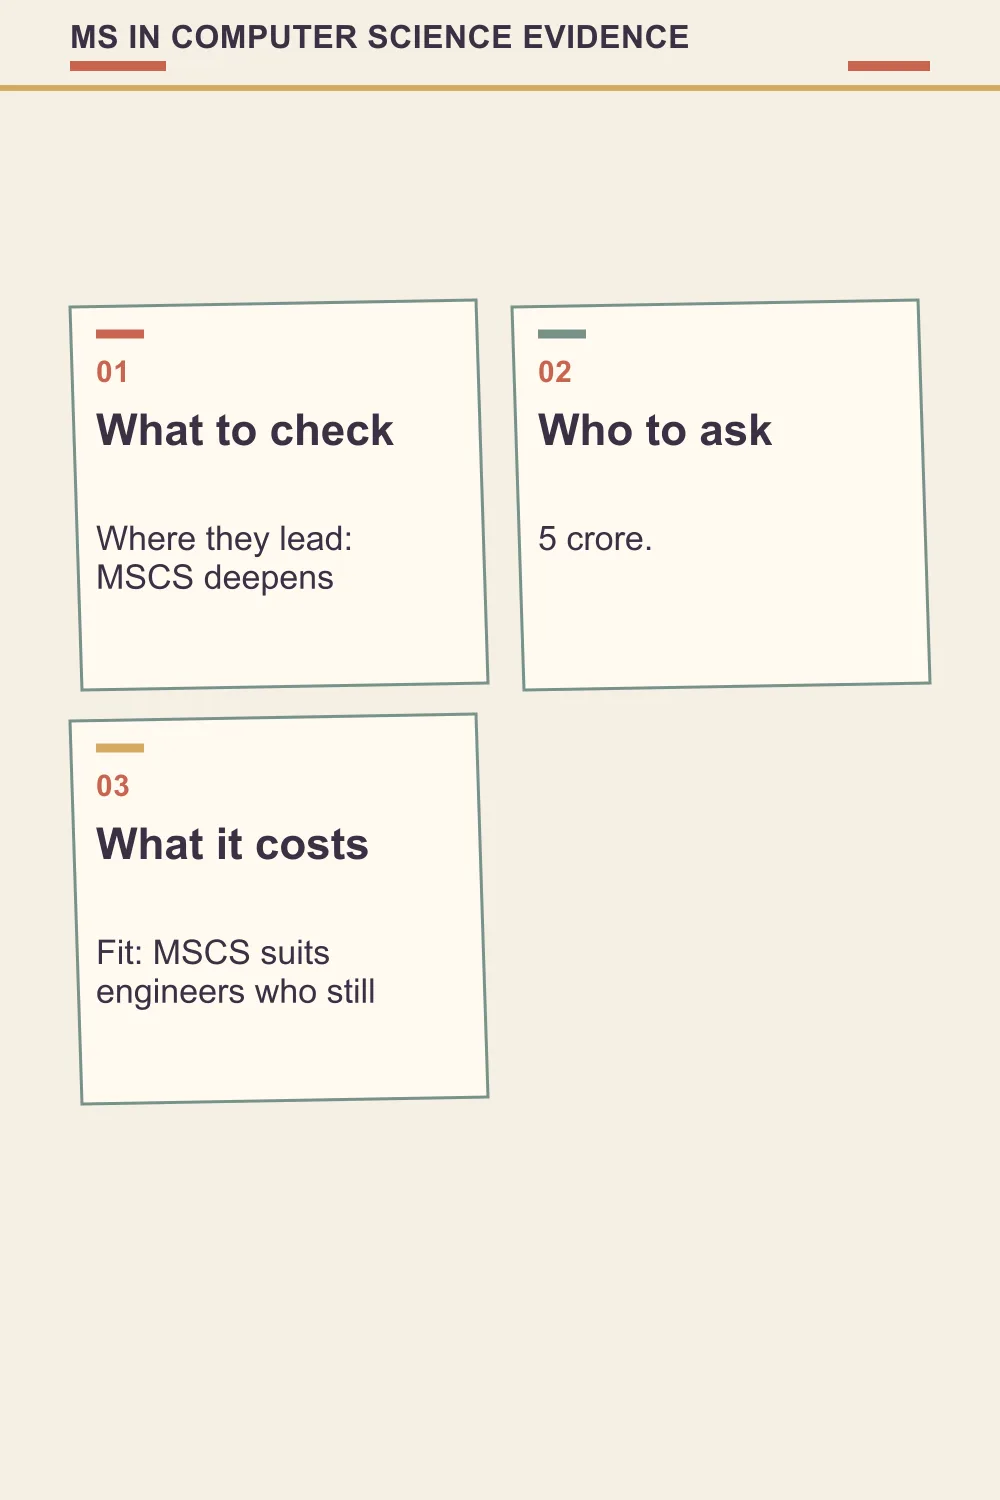 MS IN COMPUTER SCIENCE EVIDENCE
01
What to check
Where they lead:
MSCS deepens
02
Who to ask
5 crore.
03
What it costs
Fit: MSCS suits
engineers who still